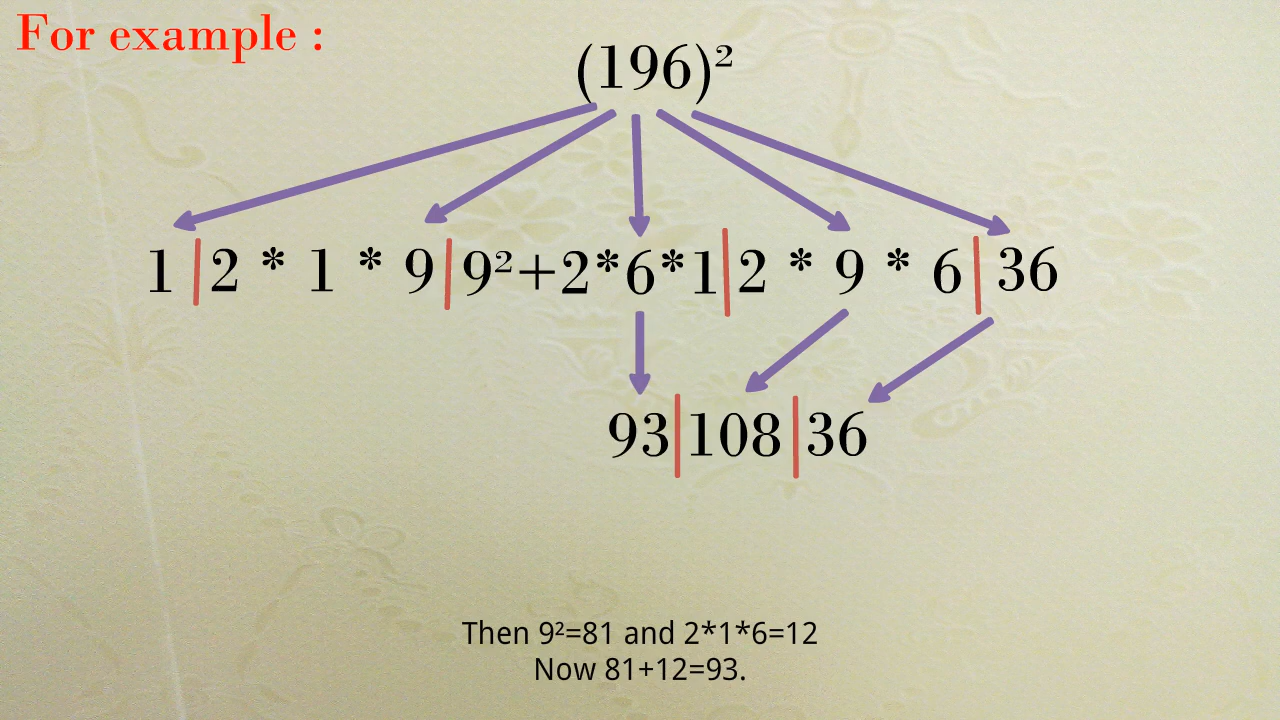 For example :
(196)²
1|2 * 1 * 9|9²+2*6*1|2 * 9 * 6|36
93|108|36
Then 9²=81 and 2*1*6=12
Now 81+12=93.